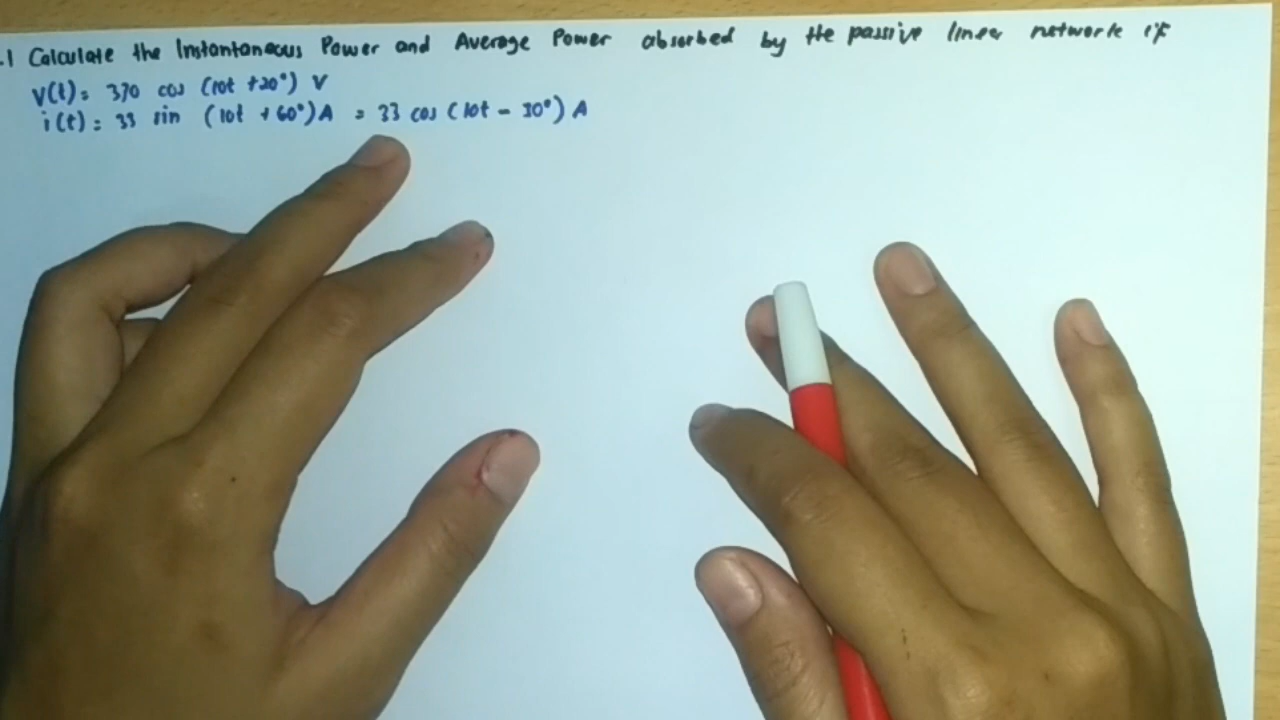 .1 Calculate the Instantaneous Power and Average Power absorbed by the passive linear network if
v(t) = 330 cos (10t +20°) V
i(t) = 33 sin (10t +60°) A = 33 cos (10t - 30°) A